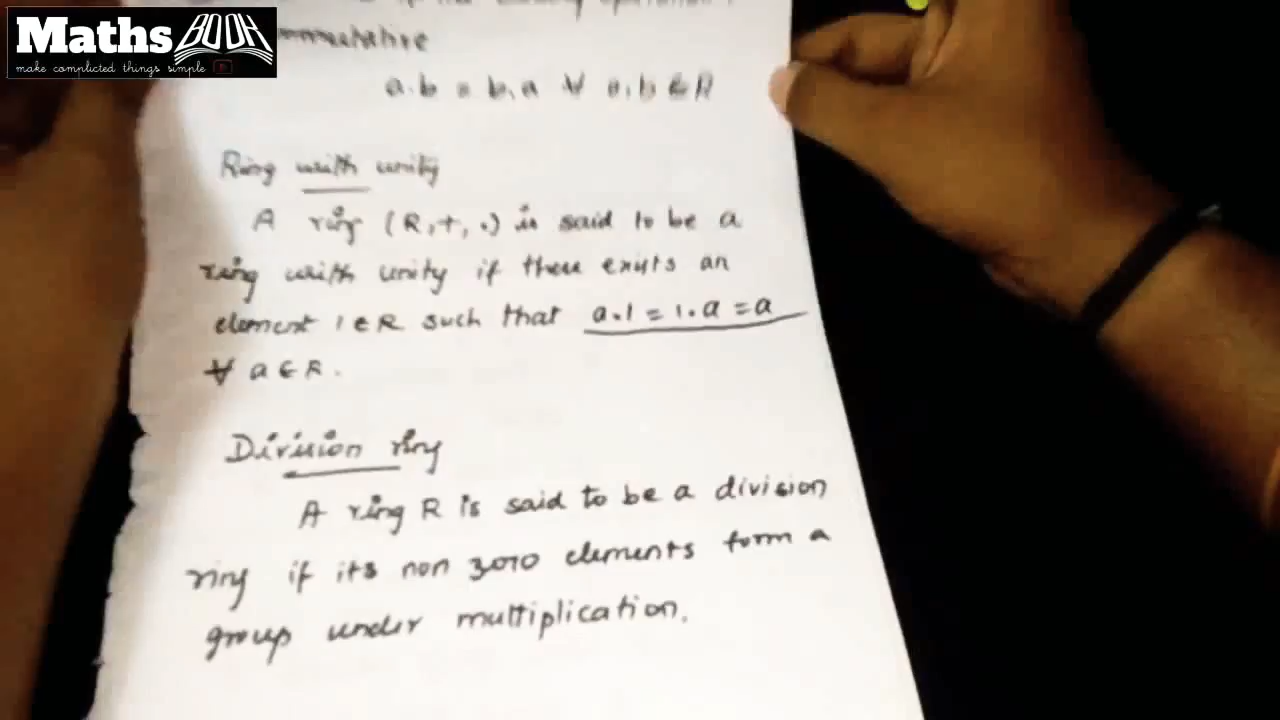 Maths BOOK
make complicted things simple
a.b = b.a ∀ a,b ∈ R
Ring with unity
A ring (R,+,.) is said to be a
ring with unity if there exists an
element 1 ∈ R such that a.1 = 1.a = a
∀ a ∈ R.
Division ring
A ring R is said to be a division
ring if its non zero elements form a
group under multiplication.